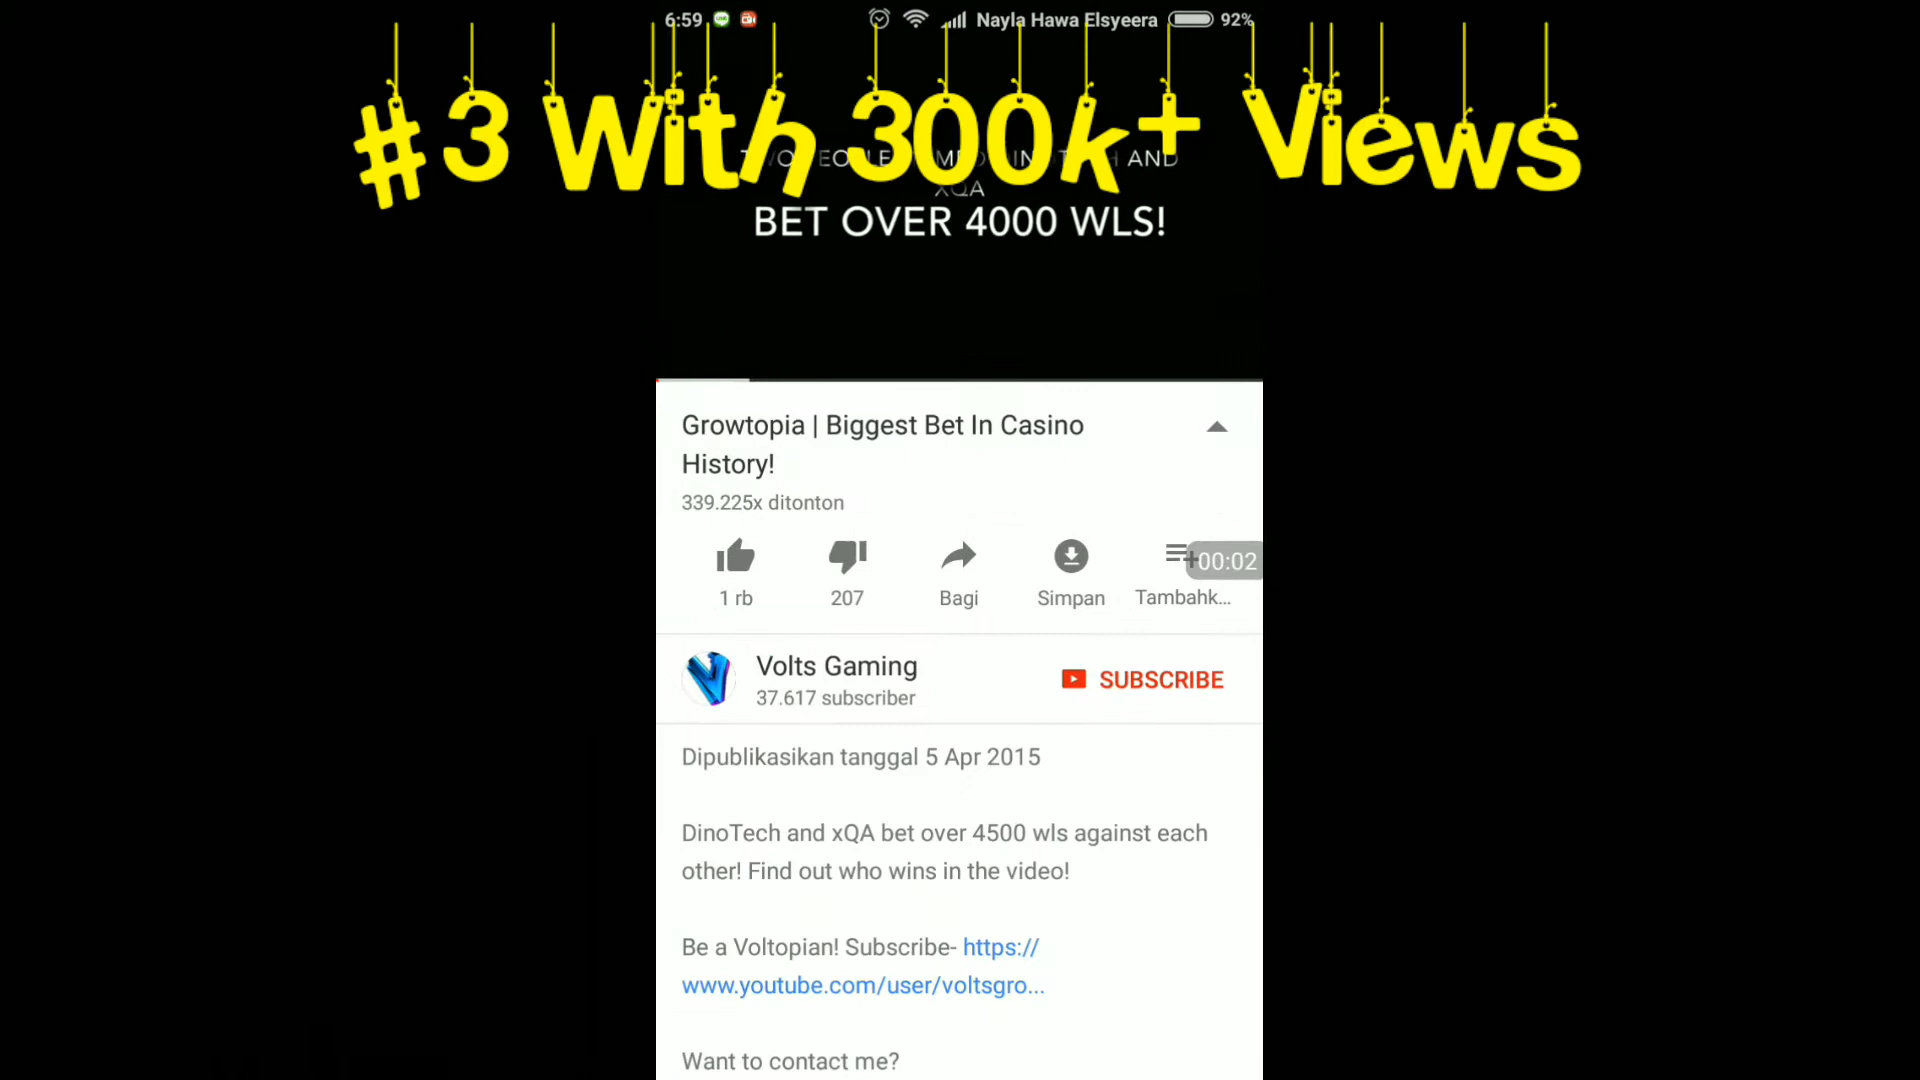 6:59 Nayla Hawa Elsyeera 92%
#3 With 300k+ Views
AND
XQA
BET OVER 4000 WLS!
Growtopia | Biggest Bet In Casino
History!
339.225x ditonton
1 rb 207 Bagi Simpan Tambahk...
00:02
Volts Gaming
37.617 subscriber
SUBSCRIBE
Dipublikasikan tanggal 5 Apr 2015
DinoTech and xQA bet over 4500 wls against each
other! Find out who wins in the video!
Be a Voltopian! Subscribe- https://
www.youtube.com/user/voltsgro...
Want to contact me?